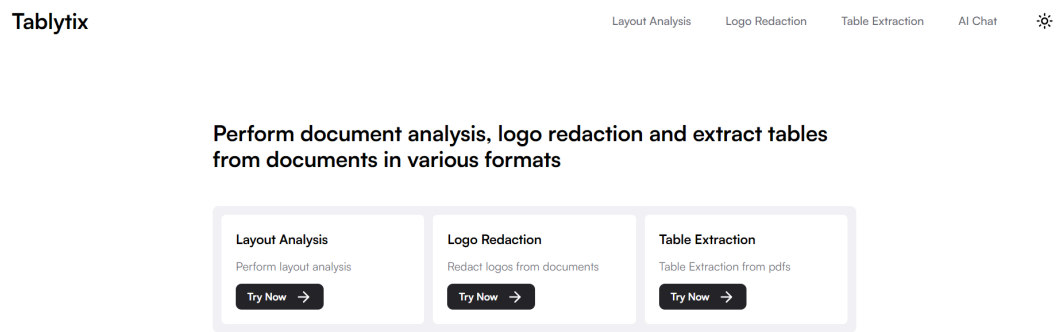 Tablytix
Layout Analysis
Logo Redaction
Table Extraction
AI Chat
Perform document analysis, logo redaction and extract tables
from documents in various formats
Layout Analysis
Perform layout analysis
Try Now
Logo Redaction
Redact logos from documents
Try Now
Table Extraction
Table Extraction from pdfs
Try Now